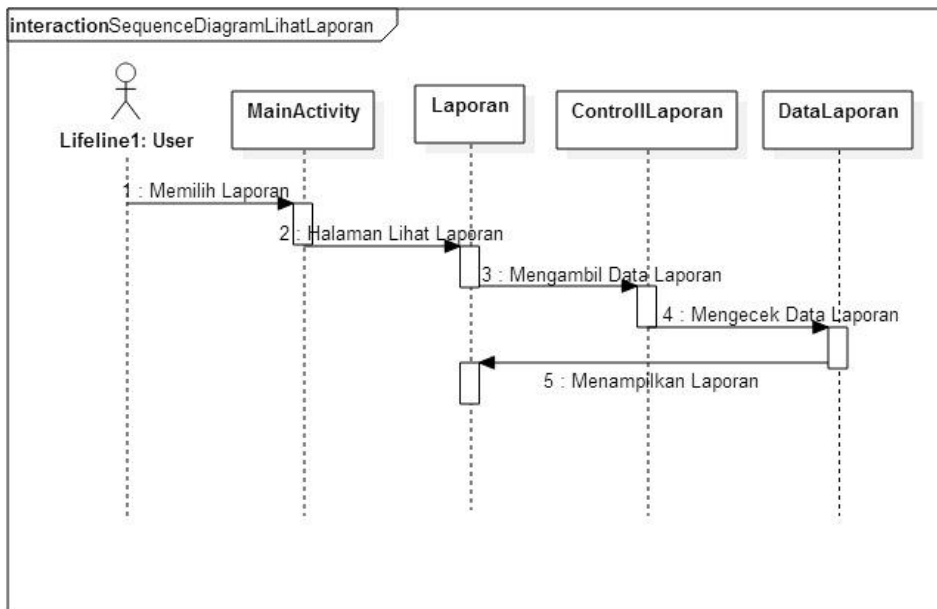 interactionSequenceDiagramLihatLaporan
Lifeline1: User
MainActivity
Laporan
ControllLaporan
DataLaporan
1 : Memilih Laporan
2 : Halaman Lihat Laporan
3 : Mengambil Data Laporan
4 : Mengecek Data Laporan
5 : Menampilkan Laporan